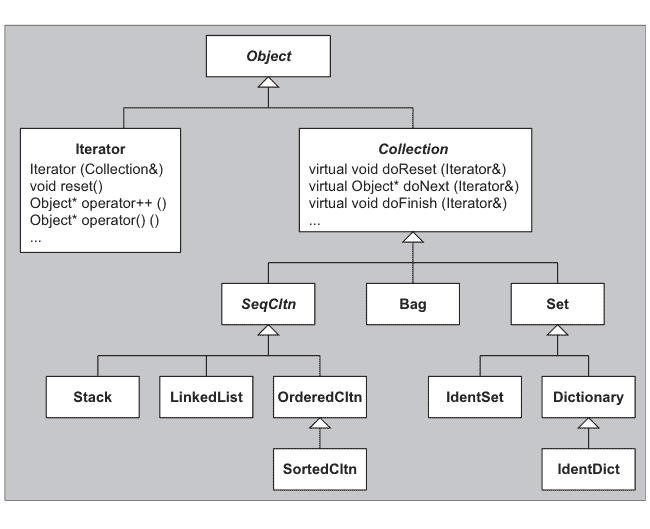 Object
Iterator
Iterator (Collection&)
void reset()
Object* operator++ ()
Object* operator() ()
...
Collection
virtual void doReset (Iterator&)
virtual Object* doNext (Iterator&)
virtual void doFinish (Iterator&)
...
SeqCltn
Bag
Set
Stack
LinkedList
OrderedCltn
IdentSet
Dictionary
SortedCltn
IdentDict